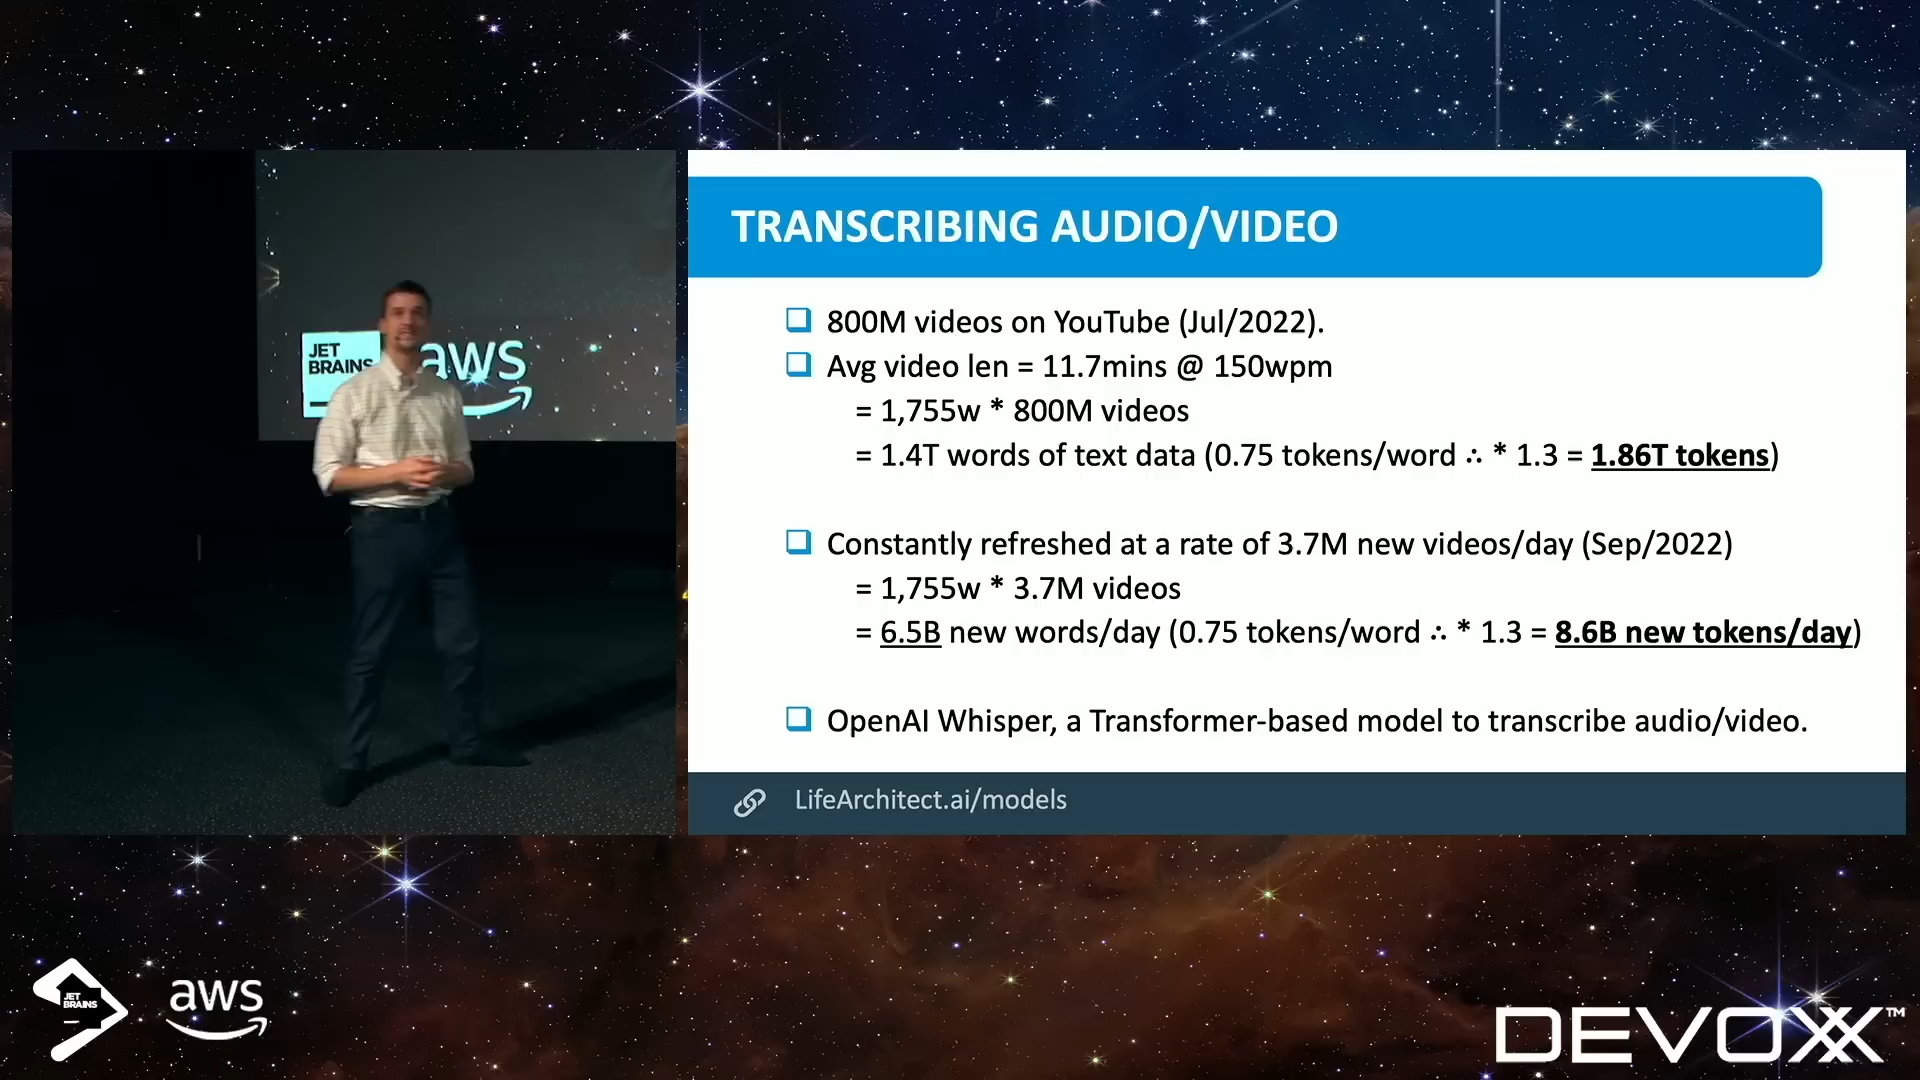 JET
BRAINS
aws
TRANSCRIBING AUDIO/VIDEO
❑ 800M videos on YouTube (Jul/2022).
❑ Avg video len = 11.7mins @ 150wpm
= 1,755w * 800M videos
= 1.4T words of text data (0.75 tokens/word ∴ * 1.3 = 1.86T tokens)
❑ Constantly refreshed at a rate of 3.7M new videos/day (Sep/2022)
= 1,755w * 3.7M videos
= 6.5B new words/day (0.75 tokens/word ∴ * 1.3 = 8.6B new tokens/day)
❑ OpenAI Whisper, a Transformer-based model to transcribe audio/video.
LifeArchitect.ai/models
JET
BRAINS
aws
DEVOXX™